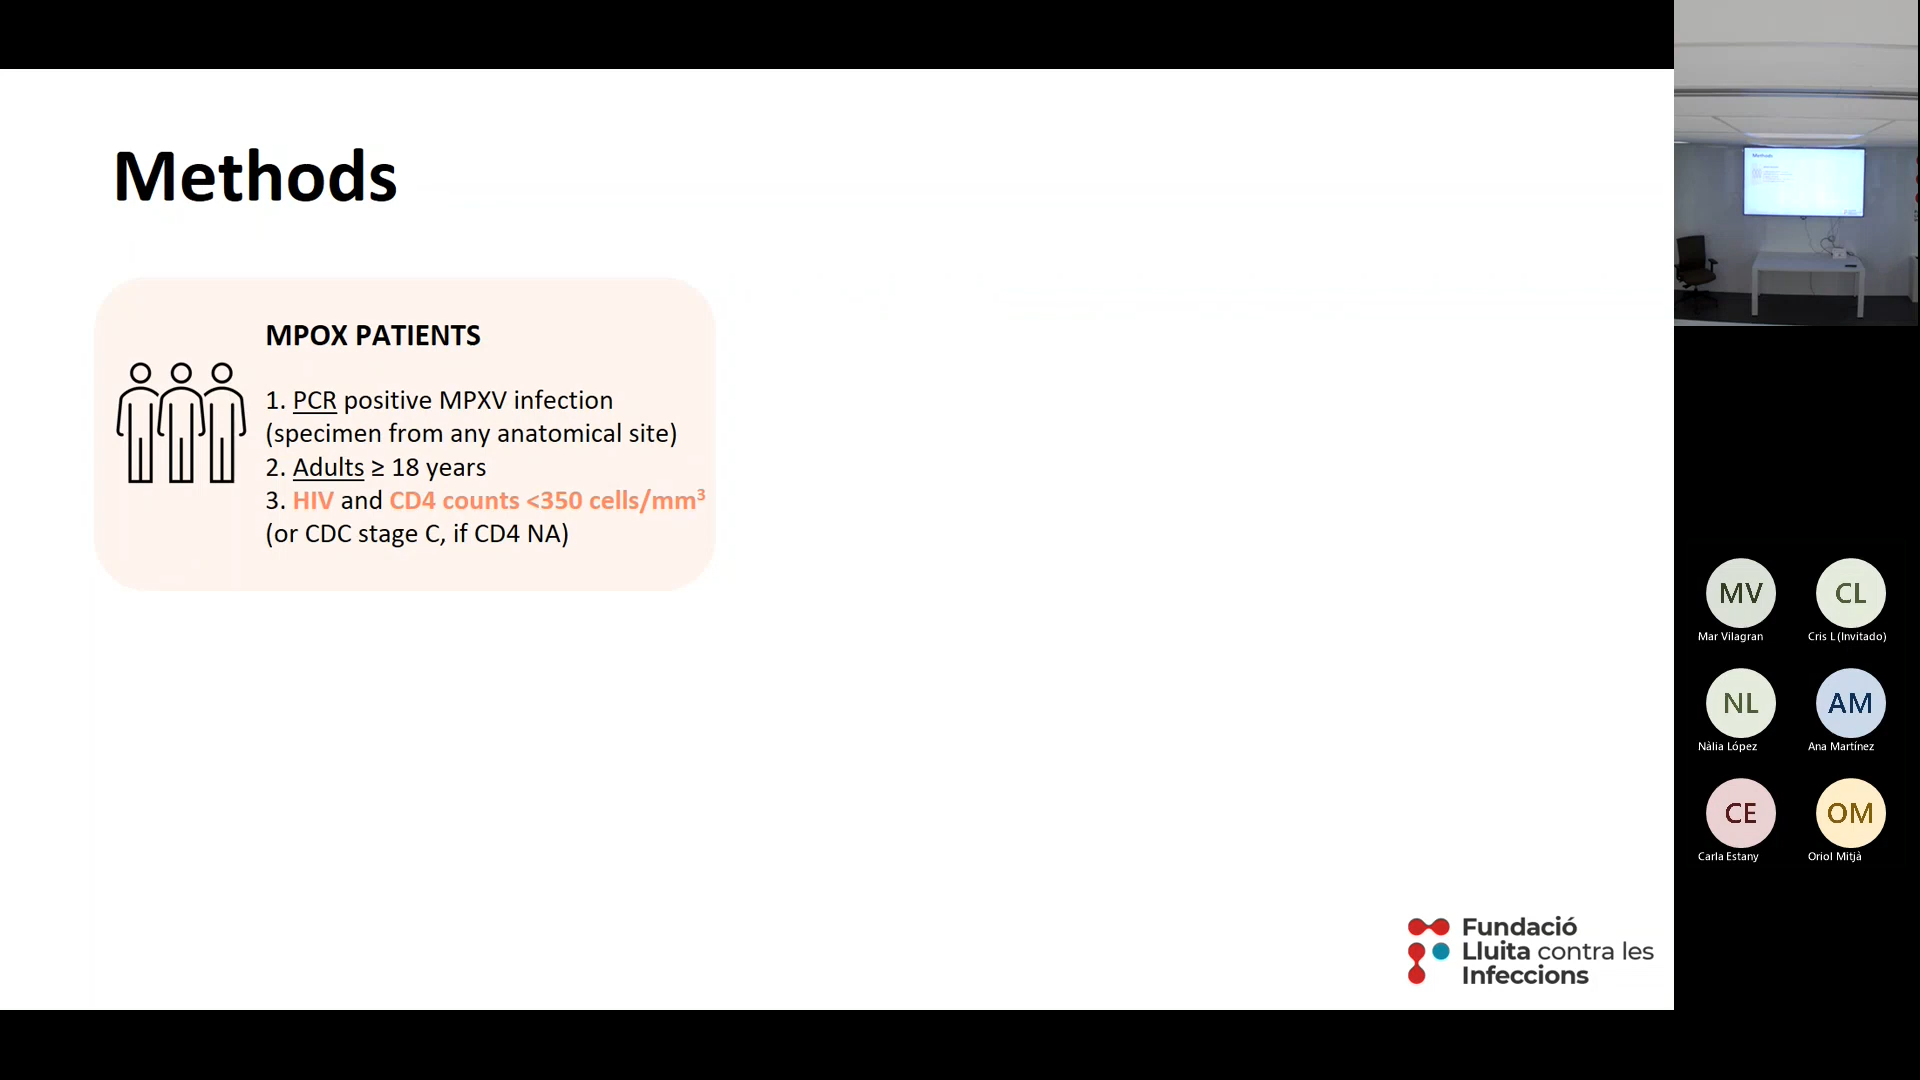 Methods
MPOX PATIENTS
1. PCR positive MPXV infection
(specimen from any anatomical site)
2. Adults ≥ 18 years
3. HIV and CD4 counts <350 cells/mm³
(or CDC stage C, if CD4 NA)
Fundació
Lluita contra les
Infeccions
Methods
MV
CL
Mar Vilagran
Cris L (Invitado)
NL
AM
Nàlia López
Ana Martínez
CE
OM
Carla Estany
Oriol Mitjà